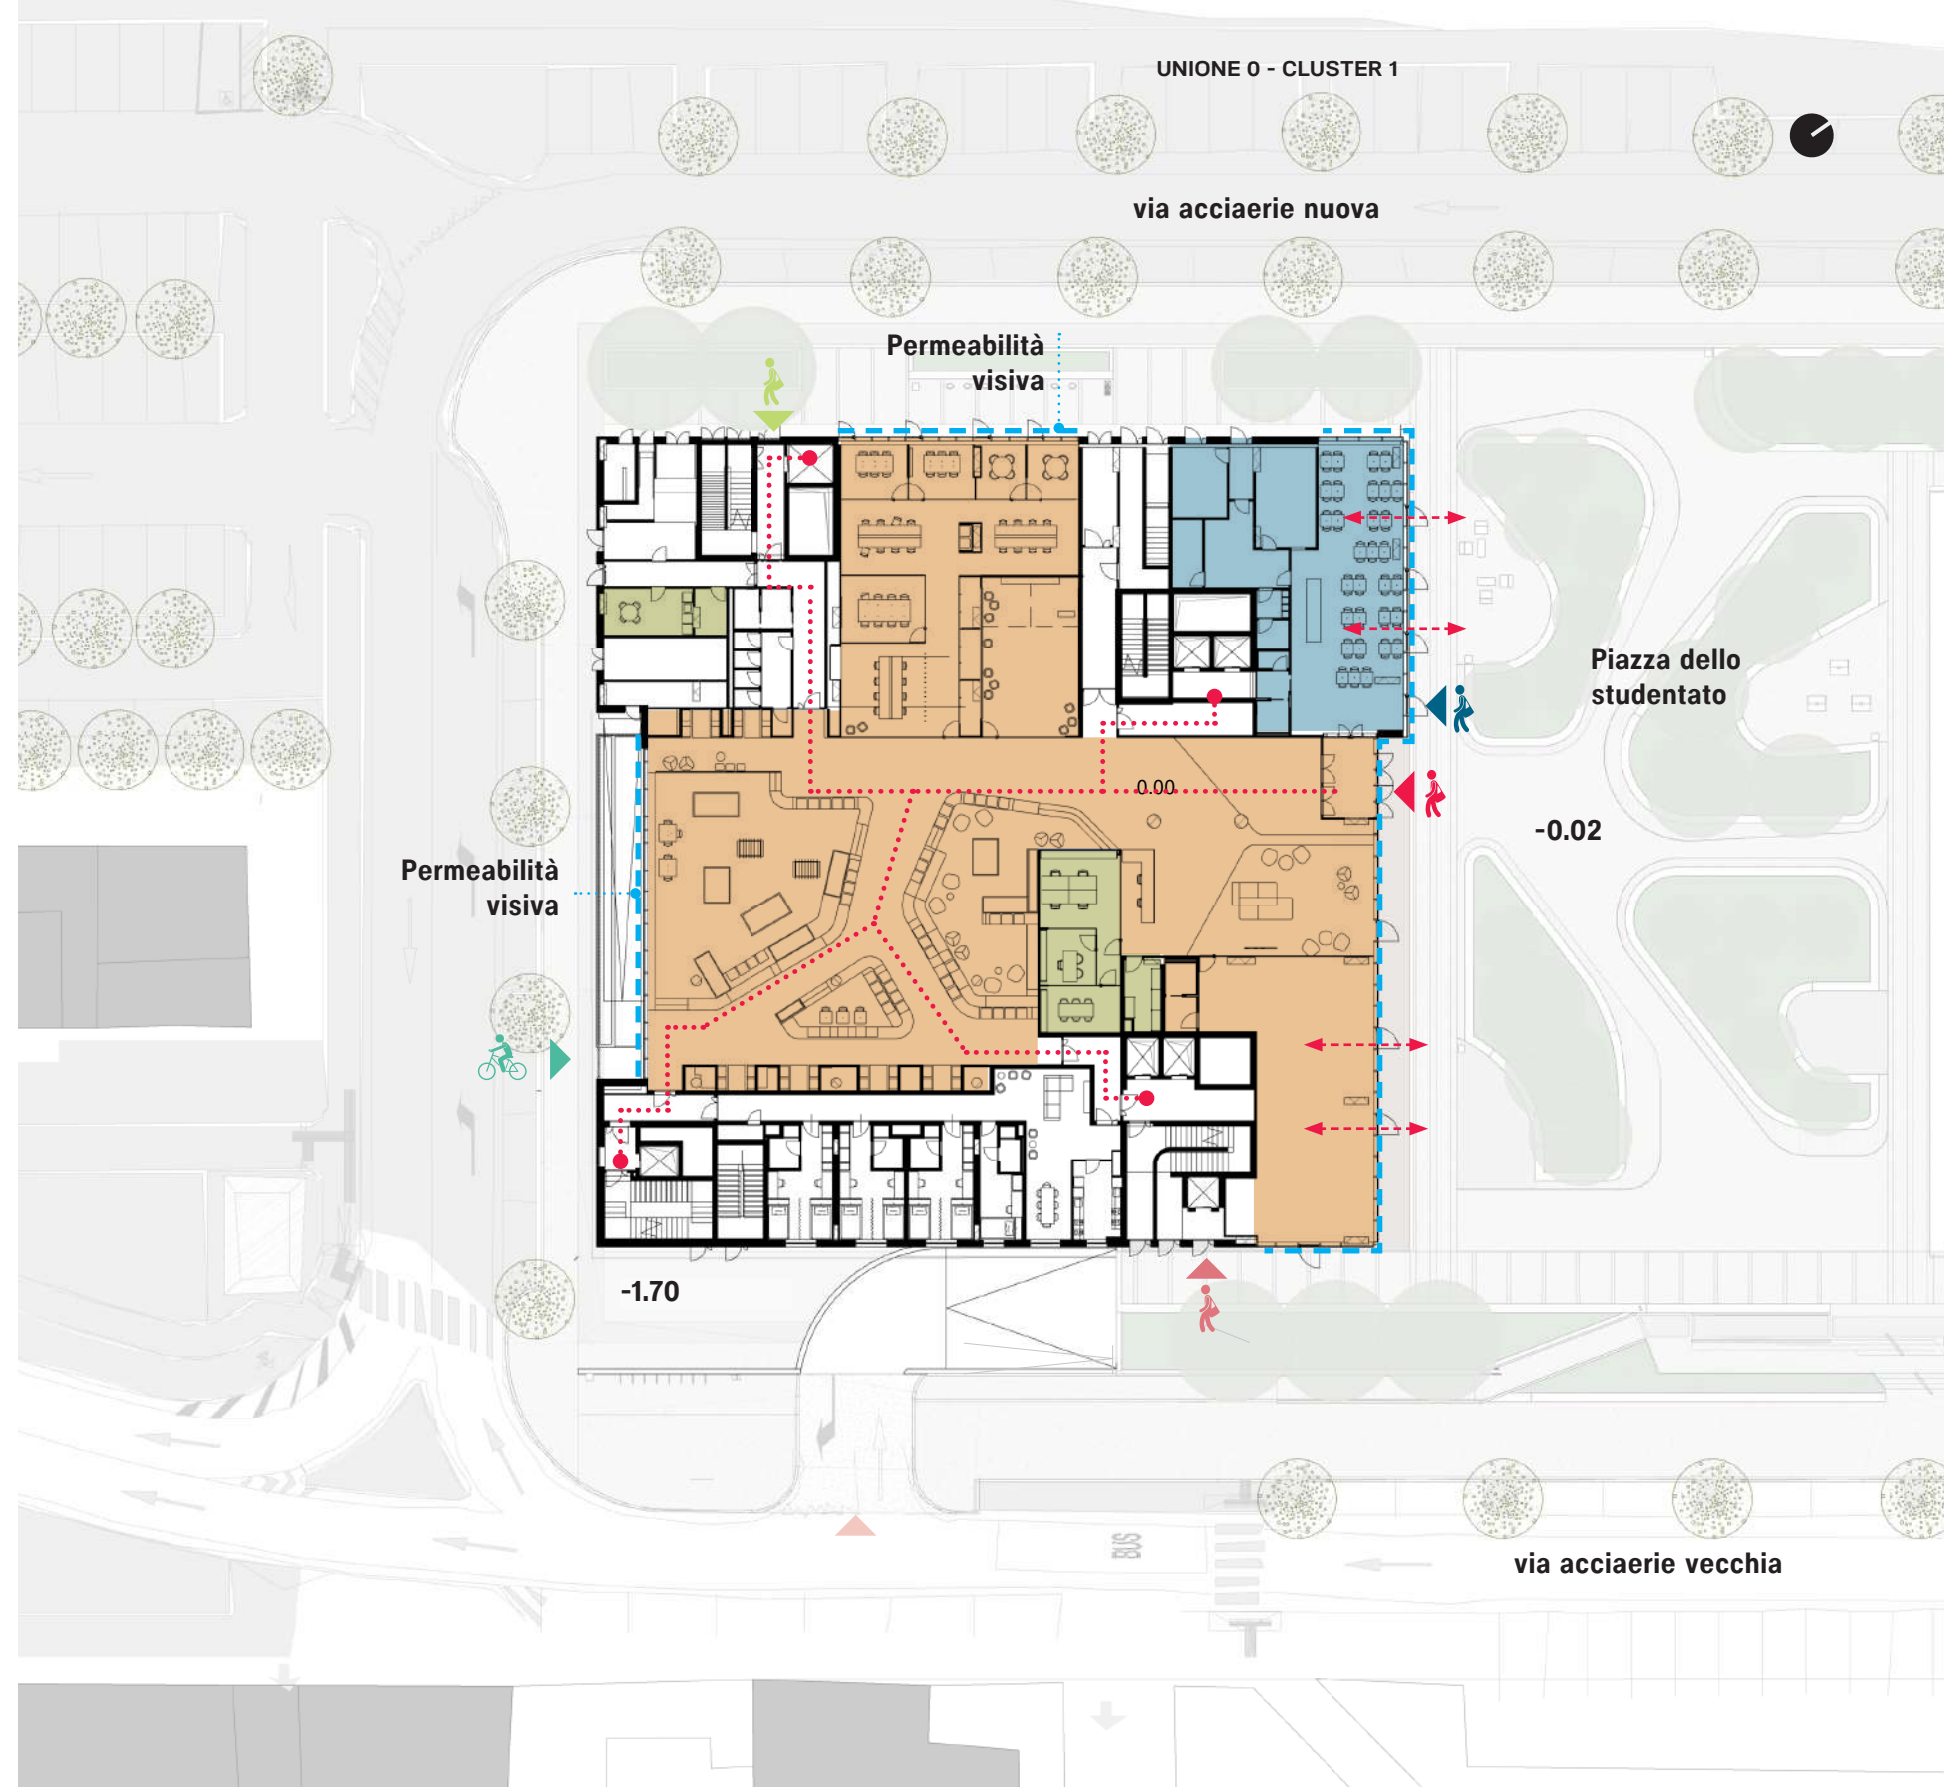 UNIONE 0 - CLUSTER 1
via acciaerie nuova
Permeabilità
visiva
Piazza dello
studentato
0.00
-0.02
Permeabilità
visiva
-1.70
BUS
via acciaerie vecchia